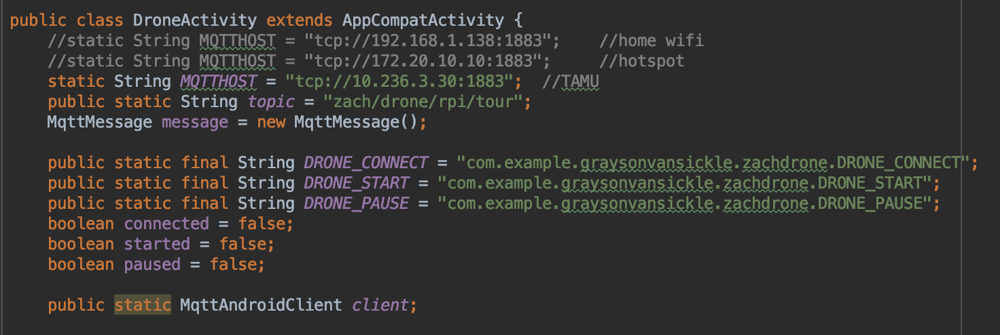 public class DroneActivity extends AppCompatActivity {
//static String MQTTHOST = "tcp://192.168.1.138:1883";    //home wifi
//static String MQTTHOST = "tcp://172.20.10.10:1883";     //hotspot
static String MQTTHOST = "tcp://10.236.3.30:1883";  //TAMU
public static String topic = "zach/drone/rpi/tour";
MqttMessage message = new MqttMessage();
public static final String DRONE_CONNECT = "com.example.graysonvansickle.zachdrone.DRONE_CONNECT";
public static final String DRONE_START = "com.example.graysonvansickle.zachdrone.DRONE_START";
public static final String DRONE_PAUSE = "com.example.graysonvansickle.zachdrone.DRONE_PAUSE";
boolean connected = false;
boolean started = false;
boolean paused = false;
public static MqttAndroidClient client;